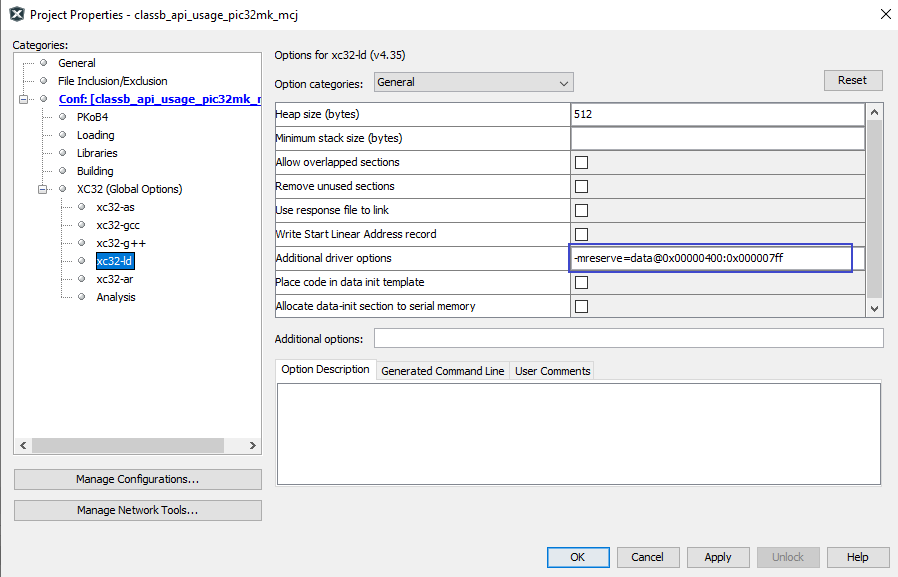 Project Properties - classb_api_usage_pic32mk_mcj
Categories:
General
File Inclusion/Exclusion
Conf: [classb_api_usage_pic32mk_r
PKoB4
Loading
Libraries
Building
XC32 (Global Options)
xc32-as
xc32-gcc
xc32-g++
xc32-ld
xc32-ar
Analysis
Manage Configurations...
Manage Network Tools...
Options for xc32-ld (v4.35)
Option categories: General Reset
Heap size (bytes) 512
Minimum stack size (bytes)
Allow overlapped sections
Remove unused sections
Use response file to link
Write Start Linear Address record
Additional driver options -mreserve=data@0x00000400:0x000007ff
Place code in data init template
Allocate data-init section to serial memory
Additional options:
Option Description Generated Command Line User Comments
OK Cancel Apply Unlock Help